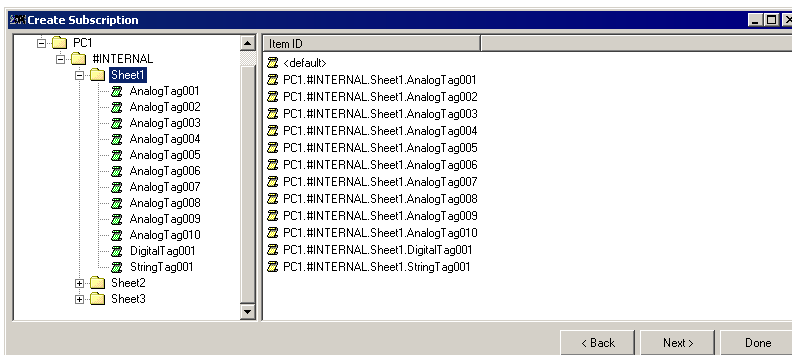 Create Subscription
PC1
#INTERNAL
Sheet1
AnalogTag001
AnalogTag002
AnalogTag003
AnalogTag004
AnalogTag005
AnalogTag006
AnalogTag007
AnalogTag008
AnalogTag009
AnalogTag010
DigitalTag001
StringTag001
Sheet2
Sheet3
Item ID
<default>
PC1.#INTERNAL.Sheet1.AnalogTag001
PC1.#INTERNAL.Sheet1.AnalogTag002
PC1.#INTERNAL.Sheet1.AnalogTag003
PC1.#INTERNAL.Sheet1.AnalogTag004
PC1.#INTERNAL.Sheet1.AnalogTag005
PC1.#INTERNAL.Sheet1.AnalogTag006
PC1.#INTERNAL.Sheet1.AnalogTag007
PC1.#INTERNAL.Sheet1.AnalogTag008
PC1.#INTERNAL.Sheet1.AnalogTag009
PC1.#INTERNAL.Sheet1.AnalogTag010
PC1.#INTERNAL.Sheet1.DigitalTag001
PC1.#INTERNAL.Sheet1.StringTag001
< Back
Next >
Done